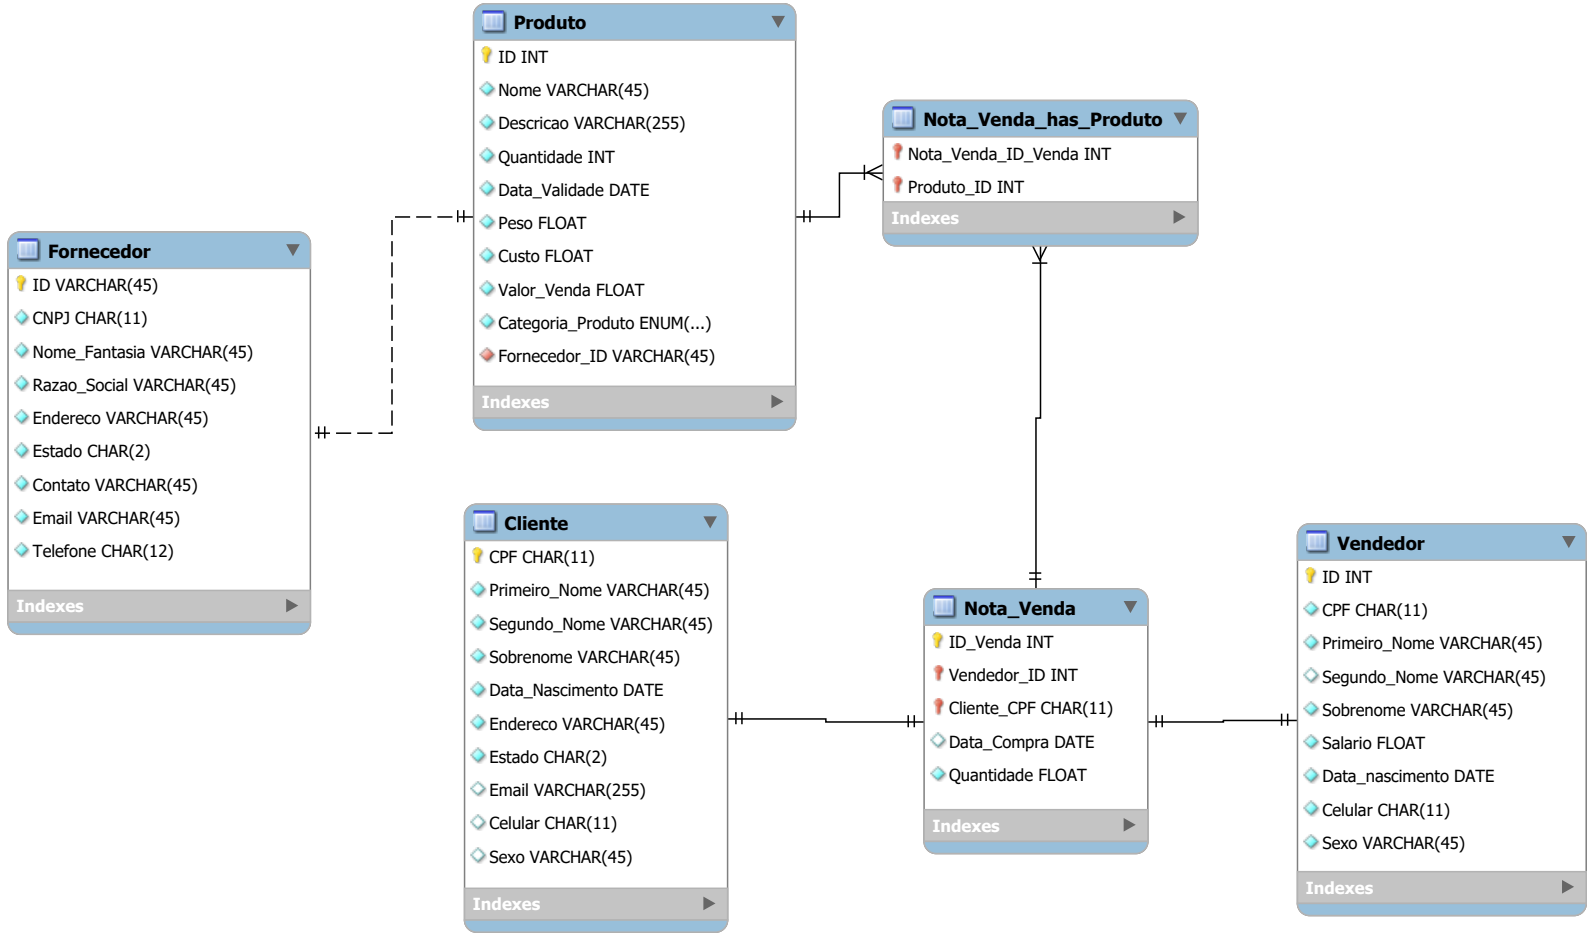 Produto
ID INT
Nome VARCHAR(45)
Descricao VARCHAR(255)
Quantidade INT
Data_Validade DATE
Peso FLOAT
Custo FLOAT
Valor_Venda FLOAT
Categoria_Produto ENUM(...)
Fornecedor_ID VARCHAR(45)
Indexes
Nota_Venda_has_Produto
Nota_Venda_ID_Venda INT
Produto_ID INT
Indexes
Fornecedor
ID VARCHAR(45)
CNPJ CHAR(11)
Nome_Fantasia VARCHAR(45)
Razao_Social VARCHAR(45)
Endereco VARCHAR(45)
Estado CHAR(2)
Contato VARCHAR(45)
Email VARCHAR(45)
Telefone CHAR(12)
Indexes
Cliente
CPF CHAR(11)
Primeiro_Nome VARCHAR(45)
Segundo_Nome VARCHAR(45)
Sobrenome VARCHAR(45)
Data_Nascimento DATE
Endereco VARCHAR(45)
Estado CHAR(2)
Email VARCHAR(255)
Celular CHAR(11)
Sexo VARCHAR(45)
Indexes
Nota_Venda
ID_Venda INT
Vendedor_ID INT
Cliente_CPF CHAR(11)
Data_Compra DATE
Quantidade FLOAT
Indexes
Vendedor
ID INT
CPF CHAR(11)
Primeiro_Nome VARCHAR(45)
Segundo_Nome VARCHAR(45)
Sobrenome VARCHAR(45)
Salario FLOAT
Data_nascimento DATE
Celular CHAR(11)
Sexo VARCHAR(45)
Indexes